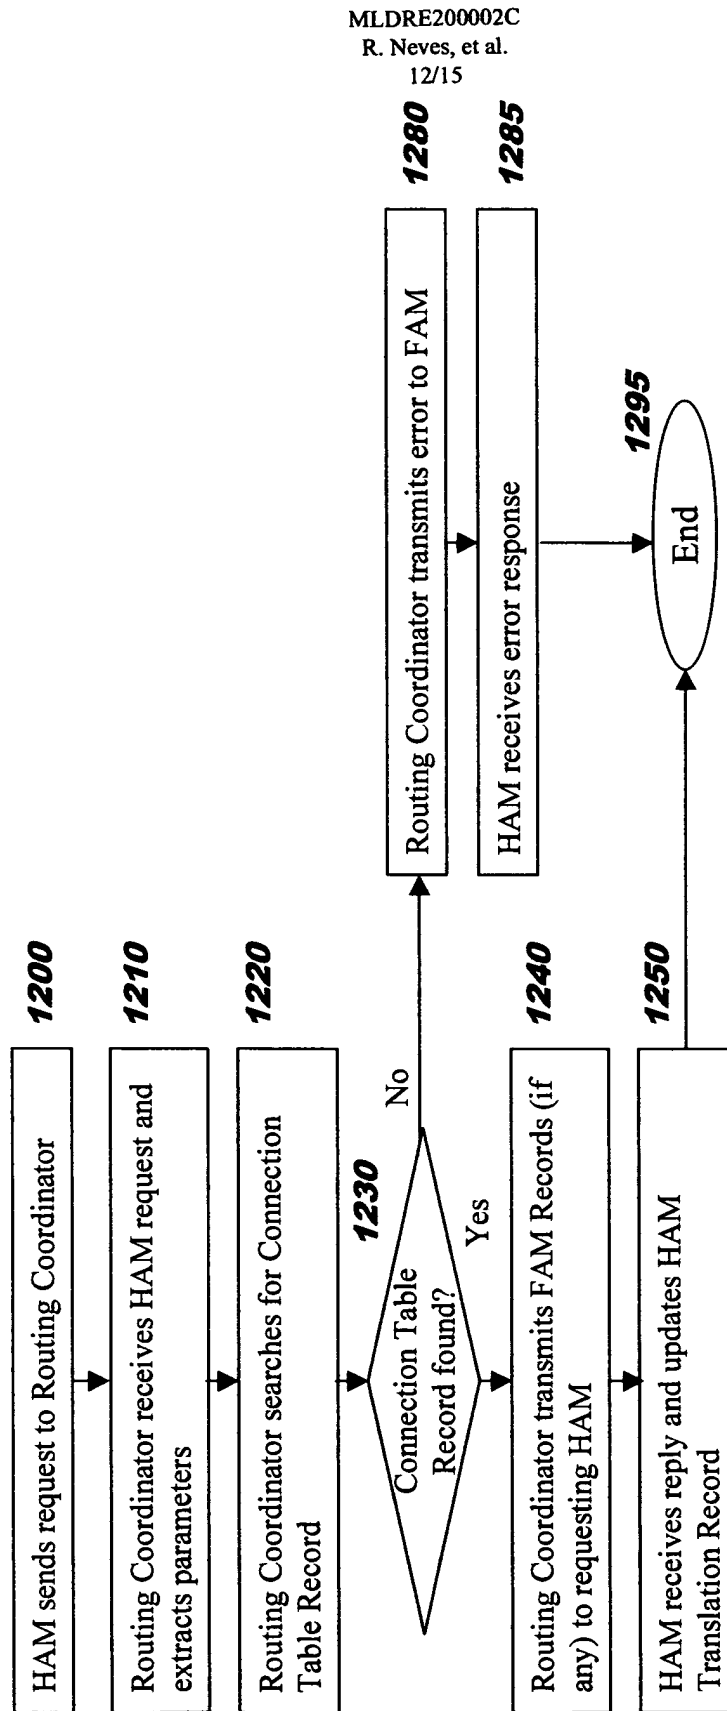 MLDRE200002C
R. Neves, et al.
12/15
HAM sends request to Routing Coordinator
1200
Routing Coordinator receives HAM request and
extracts parameters
1210
Routing Coordinator searches for Connection
Table Record
1220
Connection Table
Record found?
1230
No
Yes
Routing Coordinator transmits FAM Records (if
any) to requesting HAM
1240
HAM receives reply and updates HAM
Translation Record
1250
Routing Coordinator transmits error to FAM
1280
HAM receives error response
1285
End
1295